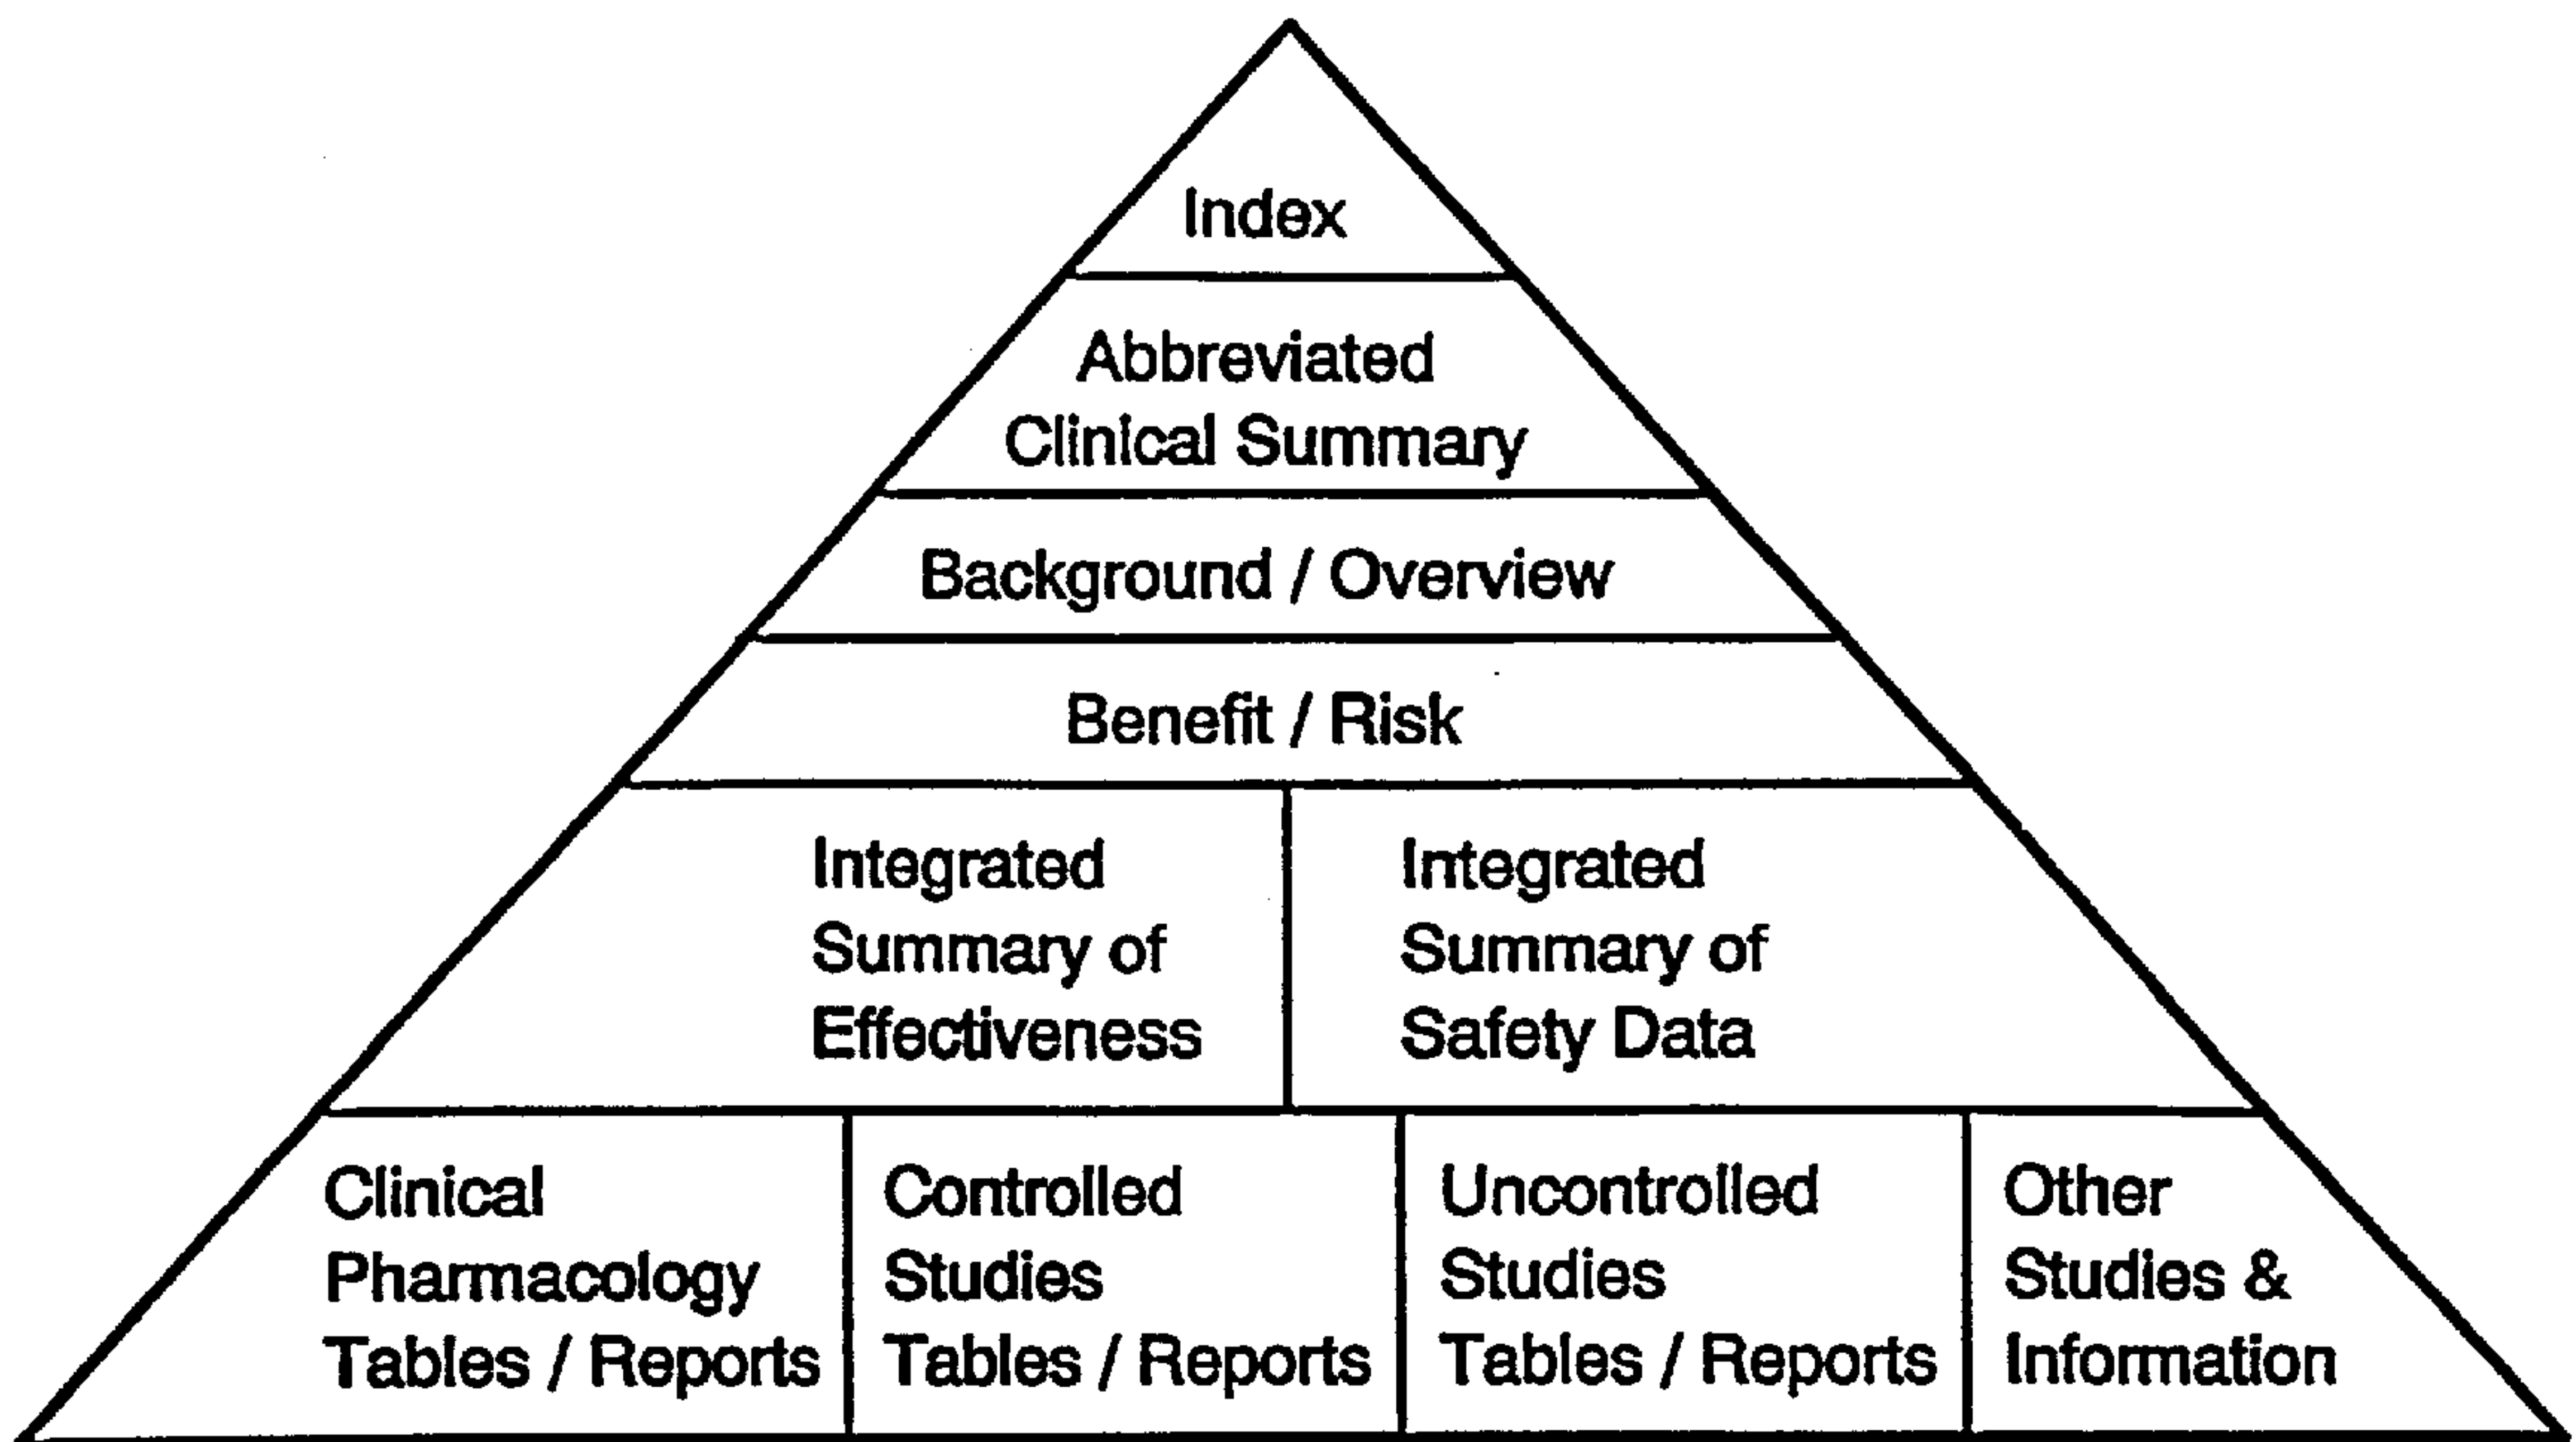 Index
Abbreviated
Clinical Summary
Background / Overview
Benefit / Risk
Integrated
Summary of
Effectiveness
Integrated
Summary of
Safety Data
Clinical
Pharmacology
Tables / Reports
Controlled
Studies
Tables / Reports
Uncontrolled
Studies
Tables / Reports
Other
Studies &
Information